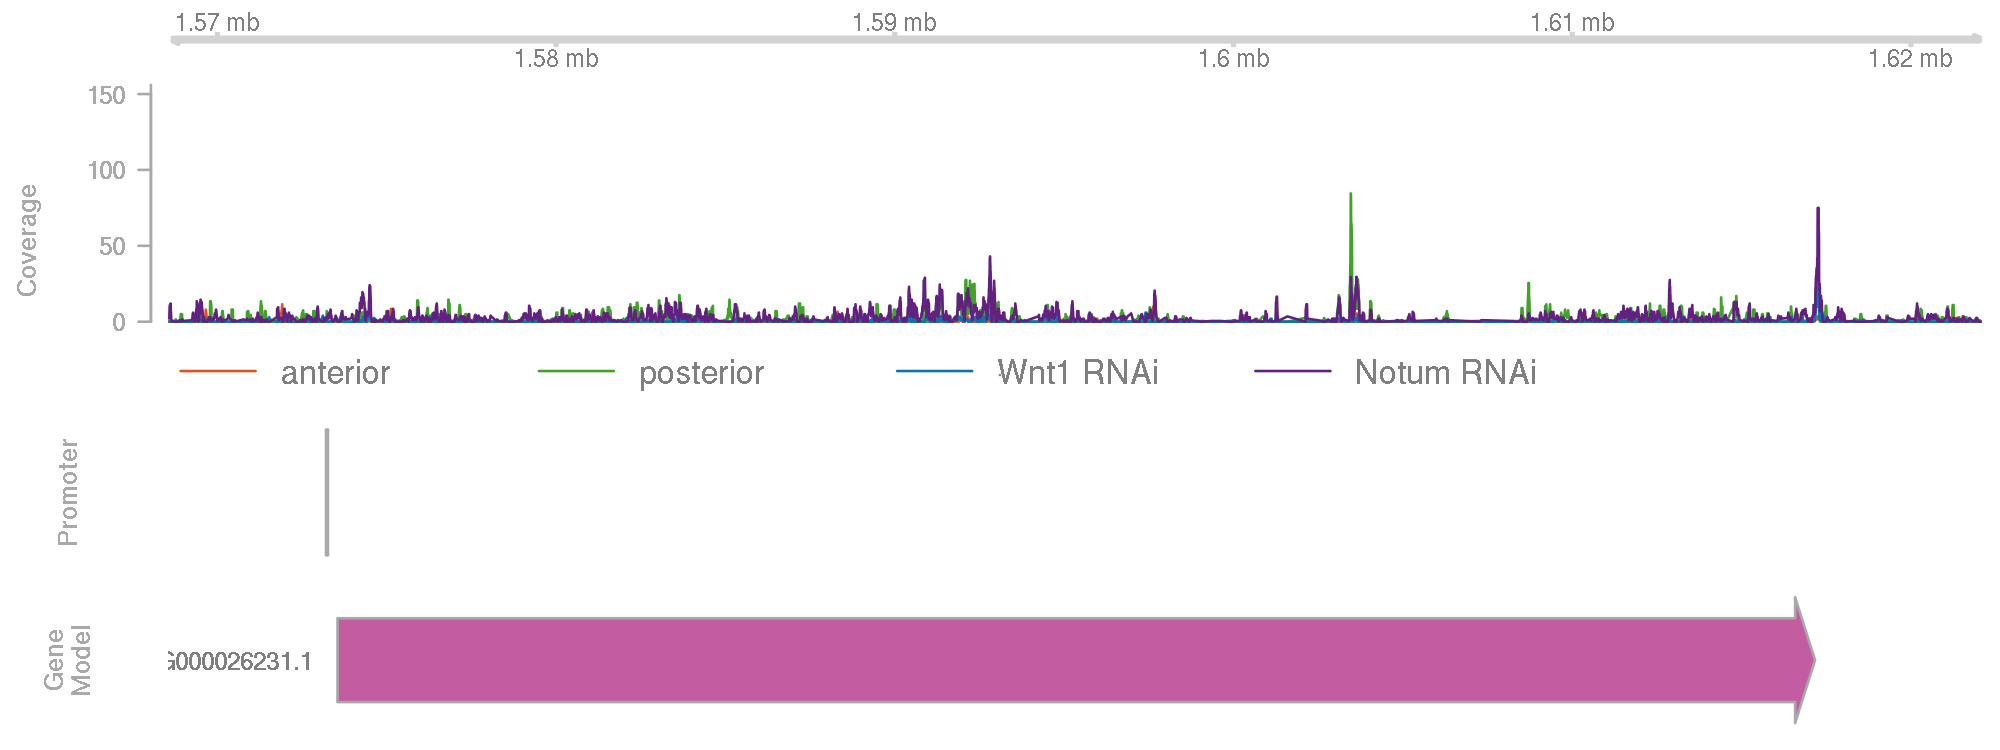 1.57 mb 1.59 mb 1.61 mb
1.58 mb 1.6 mb 1.62 mb
150
100
50
0
Coverage
anterior posterior Wnt1 RNAi Notum RNAi
Promoter
Gene
Model
G000026231.1